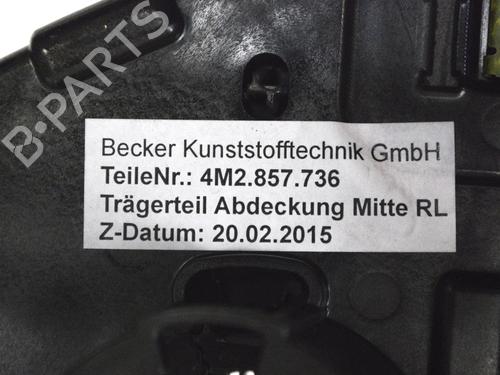 B-PARTS
Becker Kunststofftechnik GmbH
TeileNr.: 4M2.857.736
Trägerteil Abdeckung Mitte RL
Z-Datum: 20.02.2015